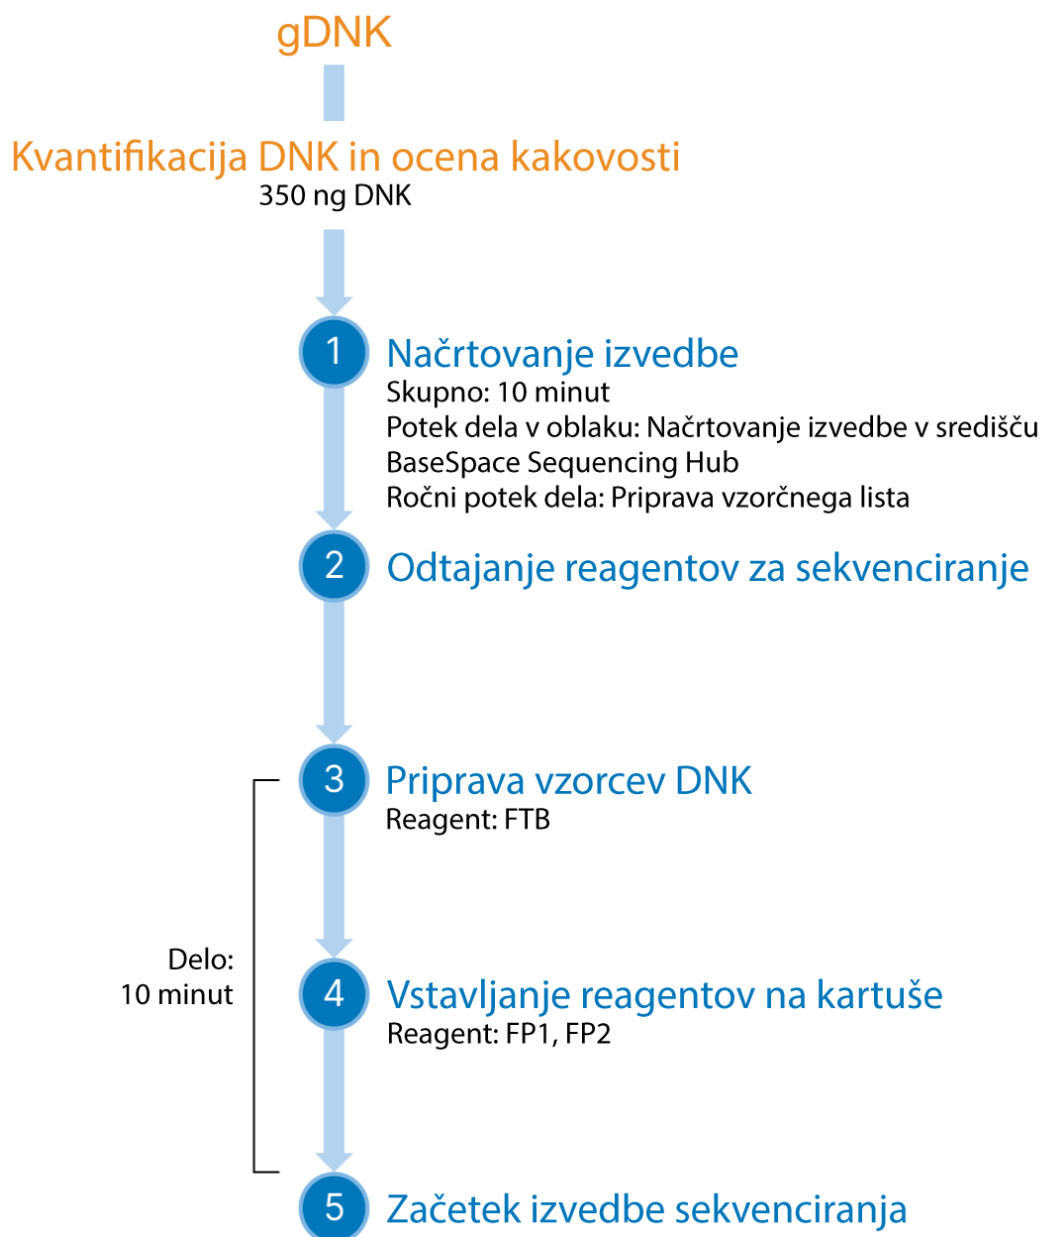 gDNK
Kvantifikacija DNK in ocena kakovosti
350 ng DNK
1
Načrtovanje izvedbe
Skupno: 10 minut
Potek dela v oblaku: Načrtovanje izvedbe v središču
BaseSpace Sequencing Hub
Ročni potek dela: Priprava vzorčnega lista
2
Odtajanje reagentov za sekvenciranje
3
Priprava vzorcev DNK
Reagent: FTB
Delo:
10 minut
4
Vstavljanje reagentov na kartuše
Reagent: FP1, FP2
5
Začetek izvedbe sekvenciranja